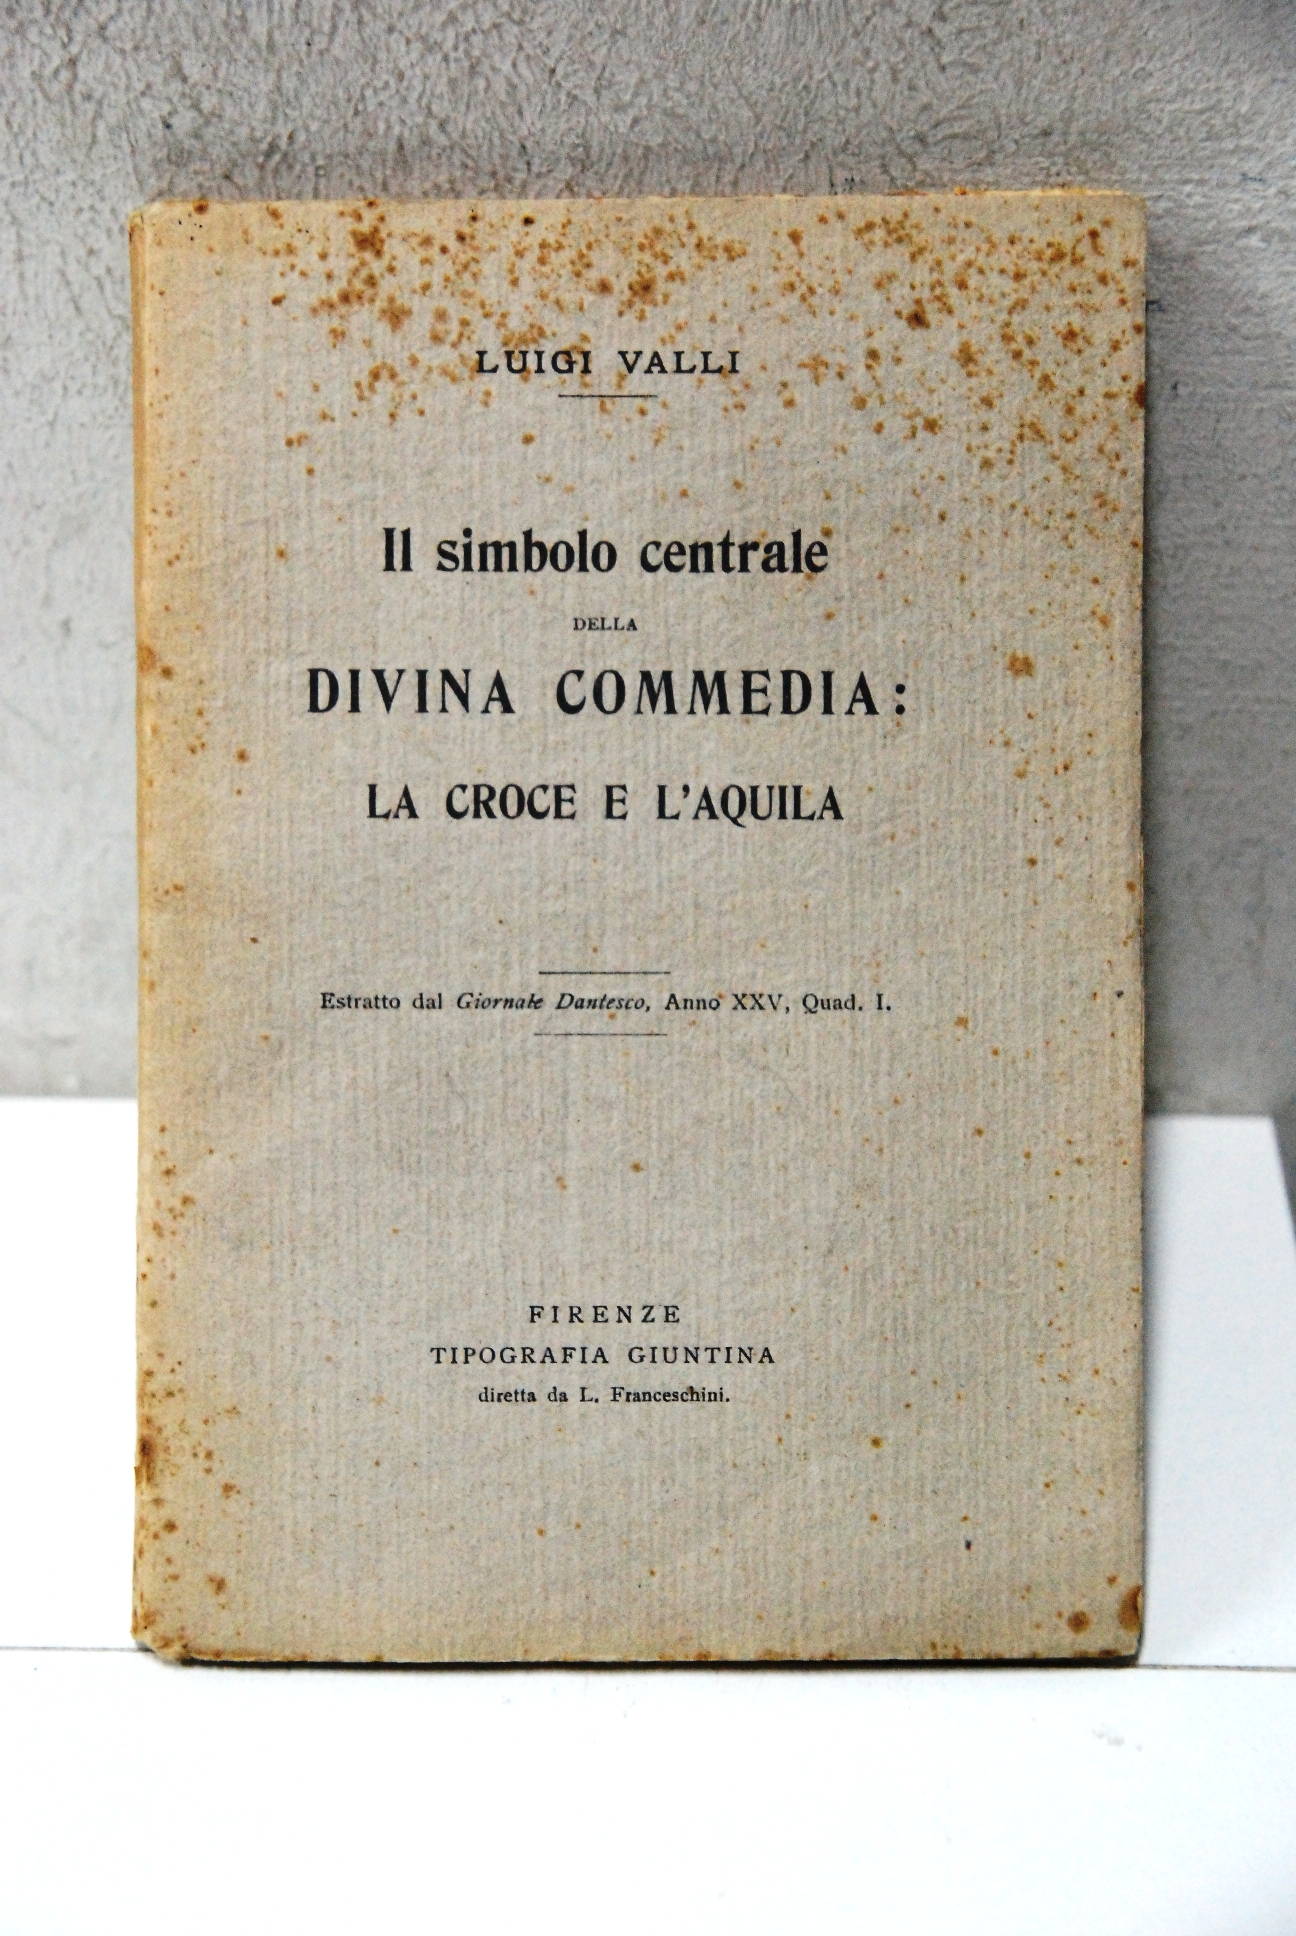 LUIGI VALLI
Il simbolo centrale
DELLA
DIVINA COMMEDIA:
LA CROCE E L'AQUILA
Estratto dal Giornale Dantesco, Anno XXV, Quad. I.
FIRENZE
TIPOGRAFIA GIUNTINA
diretta da L. Franceschini.